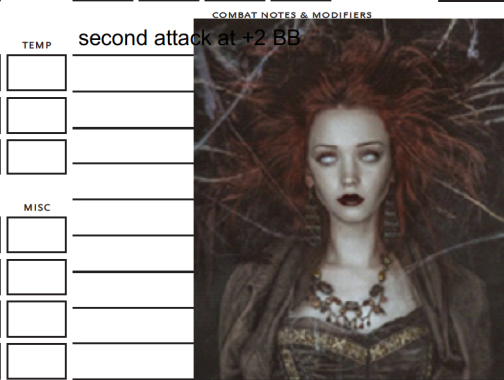 COMBAT NOTES & MODIFIERS
TEMP
second attack at +2 BB
MISC